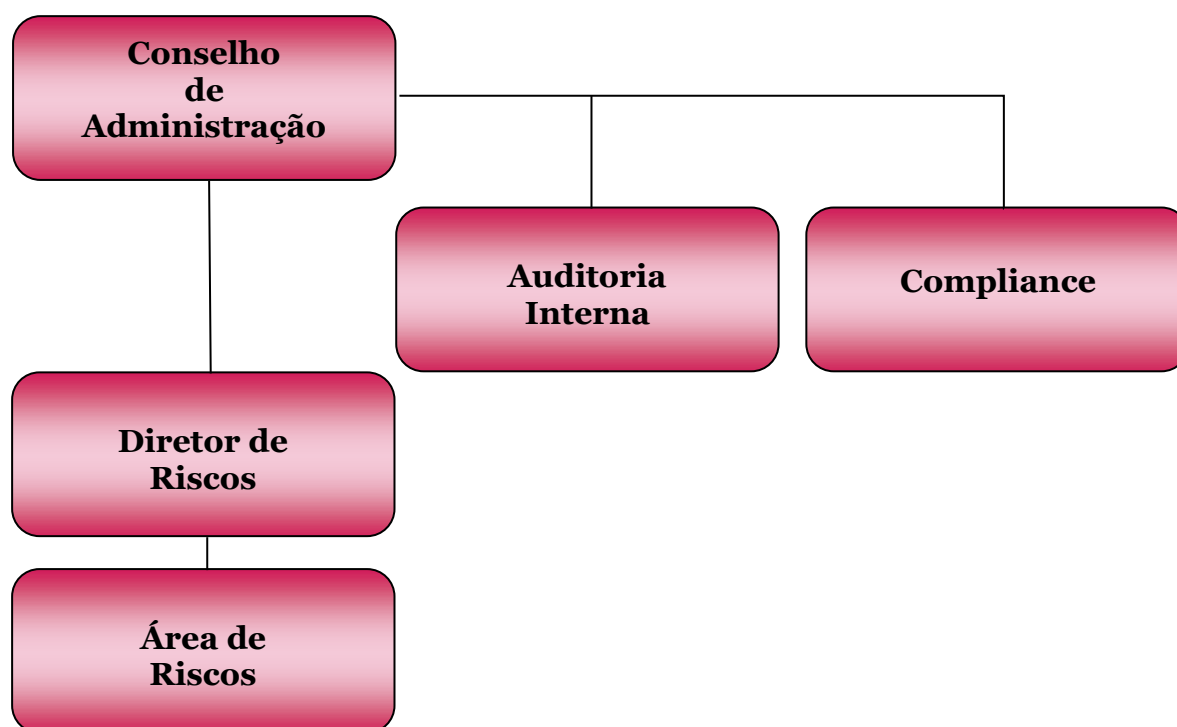 Conselho
de
Administração
Auditoria
Interna
Compliance
Diretor de
Riscos
Área de
Riscos